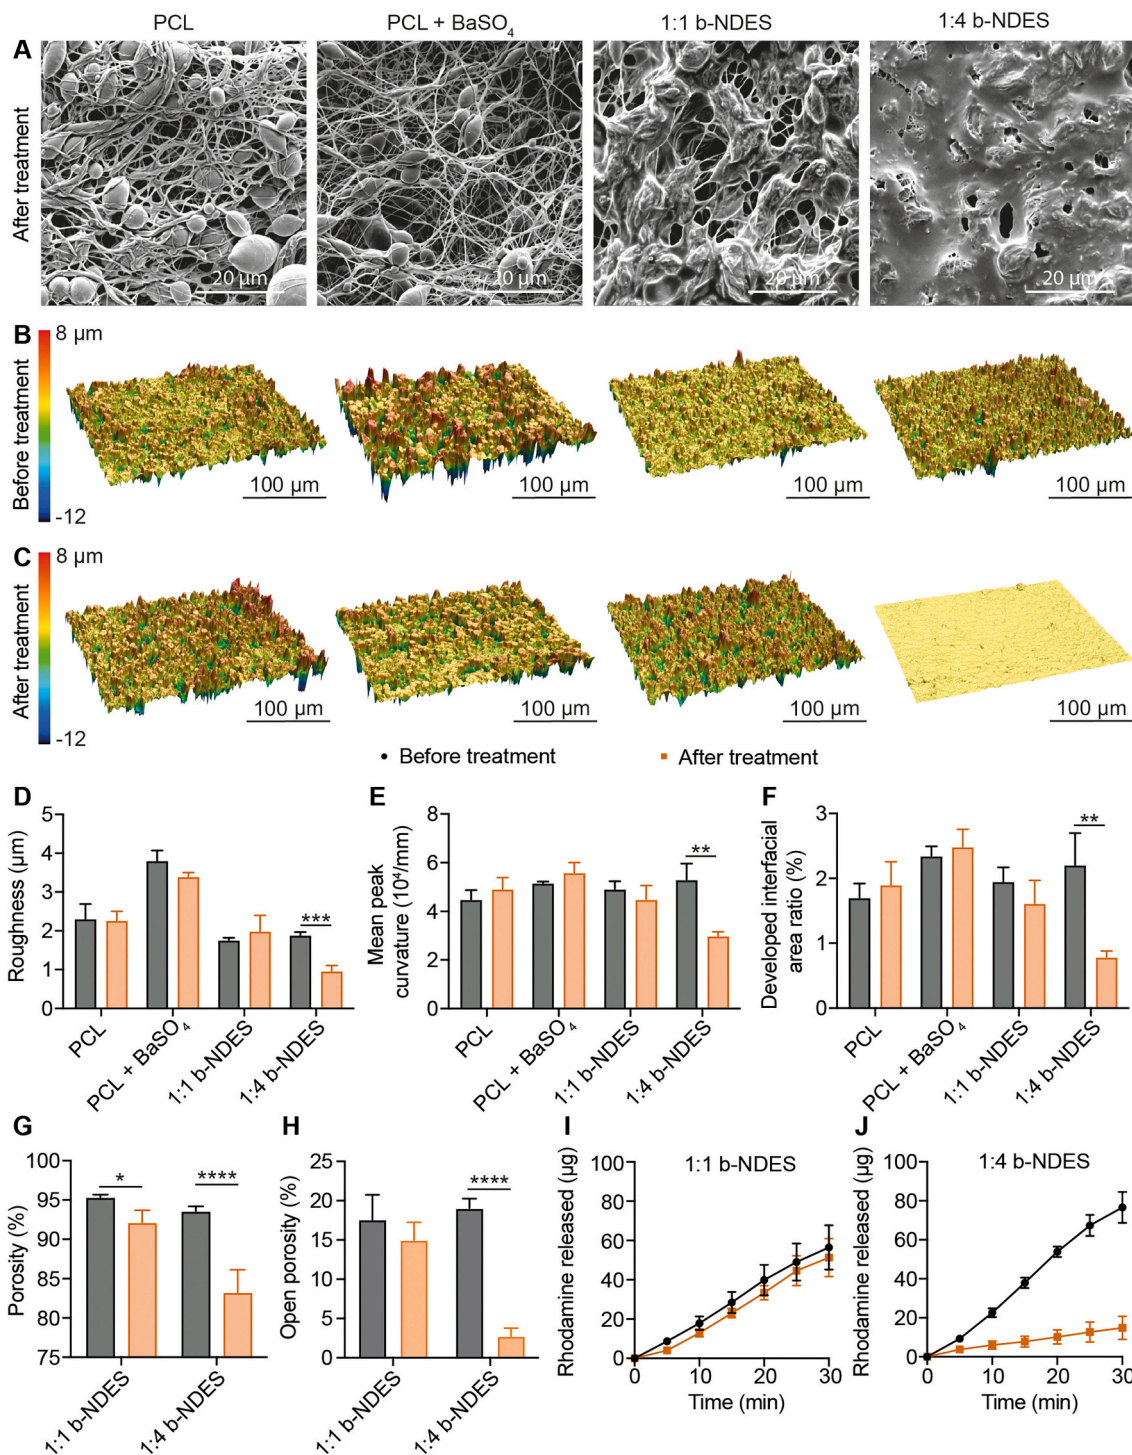 PCL
PCL + BaSO4
1:1 b-NDES
1:4 b-NDES
A
After treatment
20 µm
20 µm
20 µm
20 µm
B
Before treatment
8 µm
-12
100 µm
100 µm
100 µm
100 µm
C
After treatment
8 µm
-12
100 µm
100 µm
100 µm
100 µm
Before treatment
After treatment
D
Roughness (µm)
5
4
3
2
1
0
***
PCL
PCL + BaSO4
1:1 b-NDES
1:4 b-NDES
E
Mean peak
curvature (10⁴/mm)
8
6
4
2
0
**
PCL
PCL + BaSO4
1:1 b-NDES
1:4 b-NDES
F
Developed interfacial
area ratio (%)
3
2
1
0
**
PCL
PCL + BaSO4
1:1 b-NDES
1:4 b-NDES
G
Porosity (%)
100
95
90
85
80
75
*
****
1:1 b-NDES
1:4 b-NDES
H
Open porosity (%)
25
20
15
10
5
0
****
1:1 b-NDES
1:4 b-NDES
I
1:1 b-NDES
Rhodamine released (µg)
100
80
60
40
20
0
0
10
20
30
Time (min)
J
1:4 b-NDES
Rhodamine released (µg)
100
80
60
40
20
0
0
10
20
30
Time (min)